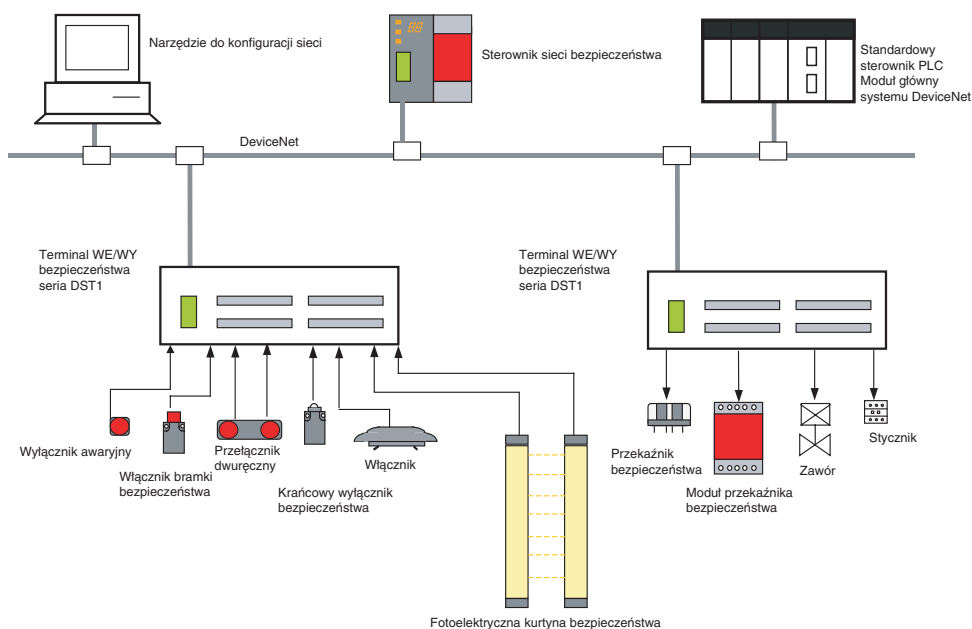 Narzędzie do konfiguracji sieci
88
Sterownik sieci bezpieczeństwa
Standardowy
sterownik PLC
Moduł główny
systemu DeviceNet
DeviceNet
Terminal WE/WY
bezpieczeństwa
seria DST1
Terminal WE/WY
bezpieczeństwa
seria DST1
Wyłącznik awaryjny
Włącznik bramki
bezpieczeństwa
Przełącznik
dwuręczny
Krańcowy wyłącznik
bezpieczeństwa
Włącznik
Fotoelektryczna kurtyna bezpieczeństwa
Przekaźnik
bezpieczeństwa
Moduł przekaźnika
bezpieczeństwa
Zawór
Stycznik